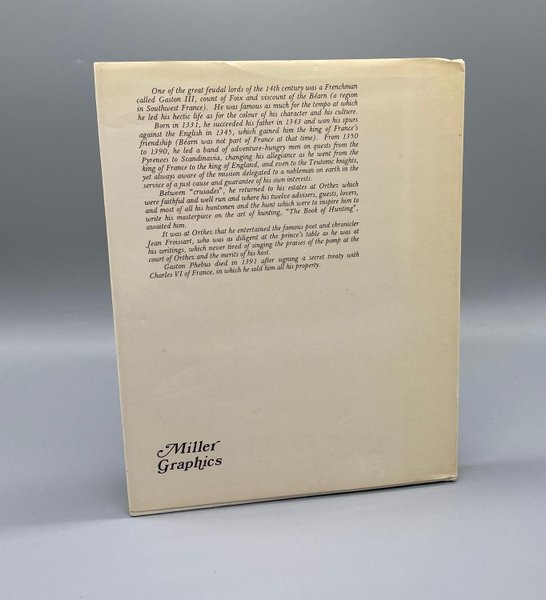 One of the great feudal lords of the 14th century was a Frenchman
called Gaston III, count of Foix and viscount of the Béarn (a region
in Southwest France). He was famous as much for the tempo at which
he led his hectic life as for the colour of his character and his culture.
Born in 1331, he succeeded his father in 1343 and won his spurs
against the English in 1345, which gained him the king of France's
friendship (Béarn was not part of France at that time). From 1350
to 1390, he led a band of adventure-hungry men on quests from the
Pyrenees to Scandinavia, changing his allegiance as he went from the
king of France to the king of England, and even to the Teutonic knights,
yet always aware of the mission delegated to a nobleman on earth in the
service of a just cause and guarantee of his own interests.
Between "crusades", he returned to his estates at Orthez which
were faithful and well run and where his twelve advisers, guests, lovers,
and most of all his huntsmen and the hunt which were to inspire him to
write his masterpiece on the art of hunting, "The Book of Hunting",
awaited him.
It was at Orthez that he entertained the famous poet and chronicler
Jean Froissart, who was as diligent at the prince's table as he was at
his writings, which never tired of singing the praises of the pomp at the
court of Orthez and the merits of his host.
Gaston Phebus died in 1391 after signing a secret treaty with
Charles VI of France, in which he sold him all his property.
Miller
Graphics